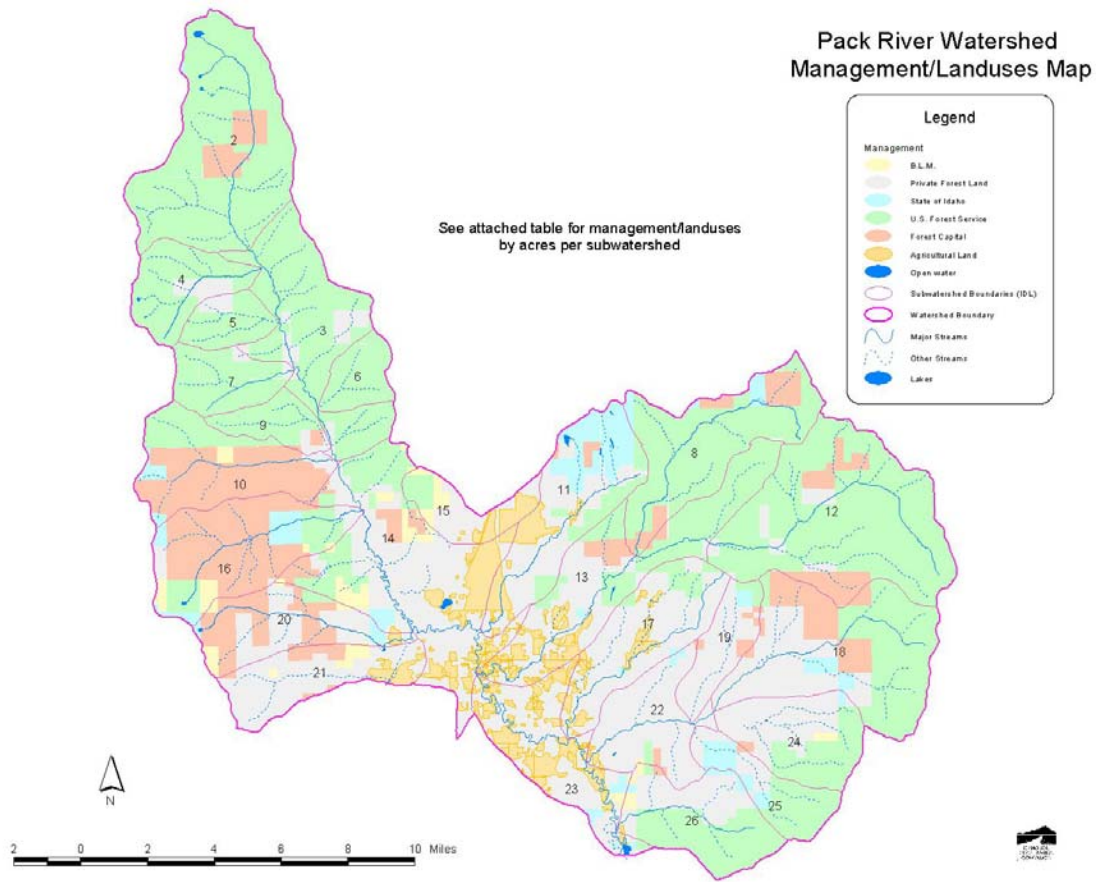 Pack River Watershed
Management/Landuses Map
Legend
Management
B.L.M.
Private Forest Land
State of Idaho
U.S. Forest Service
Forest Capital
Agricultural Land
Open water
Subwatershed Boundaries (IDL)
Watershed Boundary
Major Streams
Other Streams
Lakes
See attached table for management/landuses
by acres per subwatershed
2
4
5
3
7
6
9
10
8
11
15
12
14
16
13
20
17
19
18
21
22
24
23
25
26
N
2 0 2 4 6 8 10 Miles